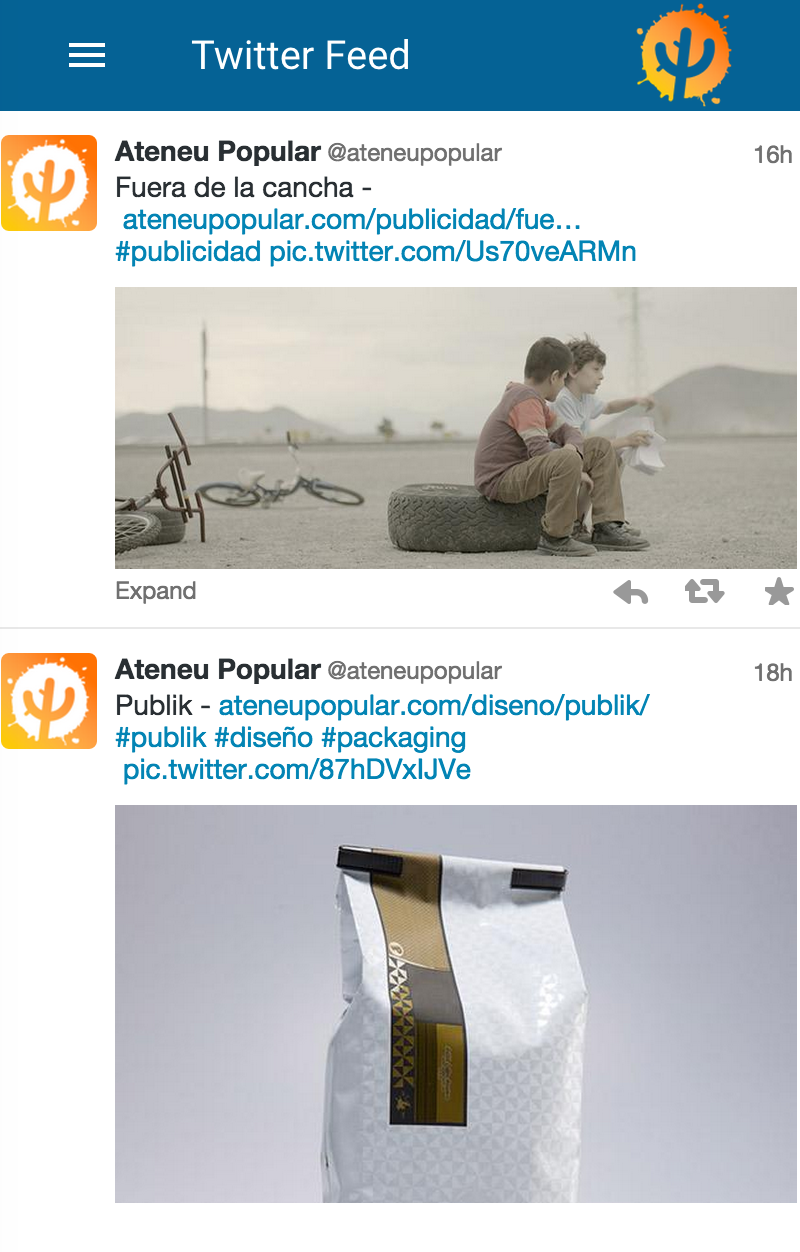 Twitter Feed
Ateneu Popular @ateneupopular 16h
Fuera de la cancha -
ateneupopular.com/publicidad/fue...
#publicidad pic.twitter.com/Us70veARMn
Expand
Ateneu Popular @ateneupopular 18h
Publik - ateneupopular.com/diseno/publik/
#publik #diseño #packaging
pic.twitter.com/87hDVxIJVe